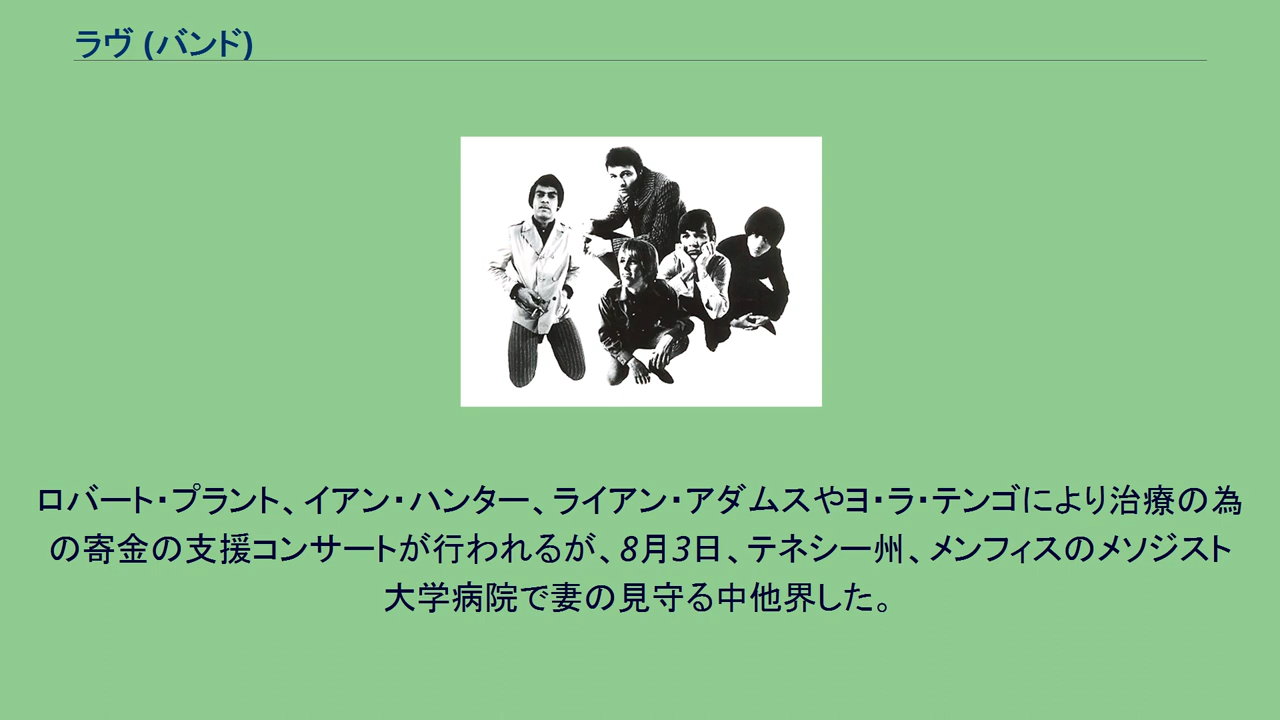 ラヴ (バンド)
ロバート・プラント、イアン・ハンター、ライアン・アダムスやヨ・ラ・テンゴにより治療の為
の寄金の支援コンサートが行われるが、8月3日、テネシー州、メンフィスのメソジスト
大学病院で妻の見守る中他界した。